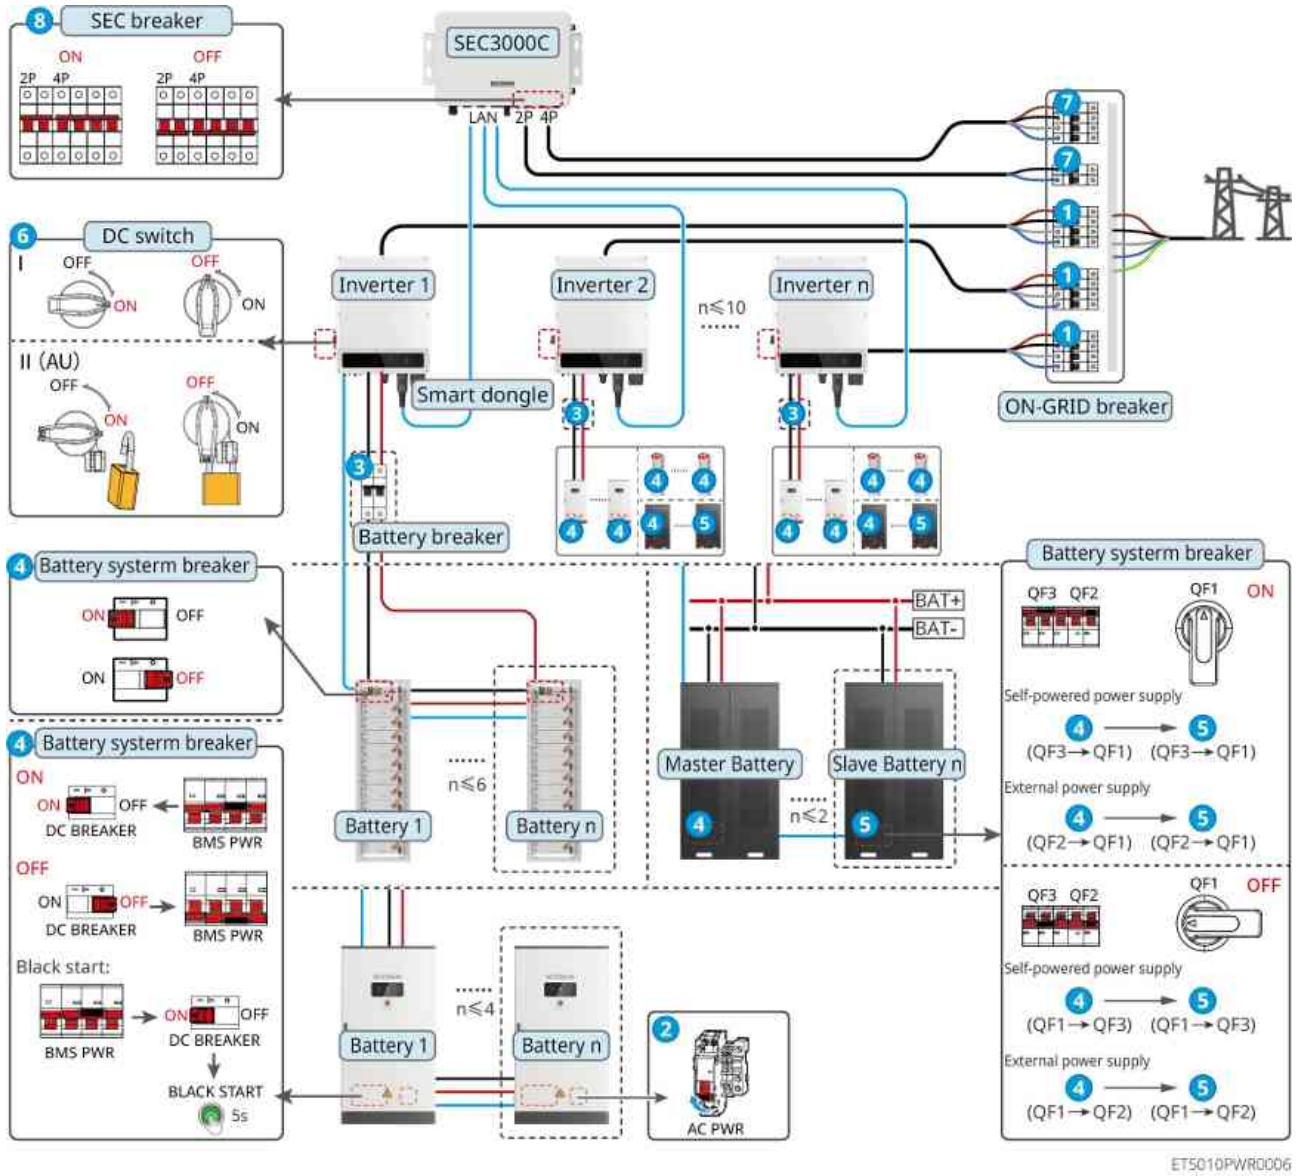 8 SEC breaker
ON OFF
2P 4P 2P 4P
SEC3000C
LAN 2P 4P
7
7
1
1
1
ON-GRID breaker
6 DC switch
I OFF ON OFF ON
II (AU)
OFF ON OFF ON
Inverter 1
Inverter 2
n≤10
Inverter n
Smart dongle
3
Battery breaker
3
4 4
4 4 4 5
3
4 4
4 4 4 5
4 Battery systerm breaker
ON OFF
ON OFF
Battery 1
n≤6
Battery n
BAT+
BAT-
Master Battery
4
n≤2
Slave Battery n
5
Battery systerm breaker
QF3 QF2 QF1 ON
Self-powered power supply
4 → 5
(QF3→QF1) (QF3→QF1)
External power supply
4 → 5
(QF2→QF1) (QF2→QF1)
QF3 QF2 QF1 OFF
Self-powered power supply
4 → 5
(QF1→QF3) (QF1→QF3)
External power supply
4 → 5
(QF1→QF2) (QF1→QF2)
4 Battery systerm breaker
ON
ON OFF
DC BREAKER
BMS PWR
OFF
ON OFF
DC BREAKER
BMS PWR
Black start:
ON OFF
BMS PWR
DC BREAKER
BLACK START
5s
Battery 1
n≤4
Battery n
2
AC PWR
ET5010PWR0006